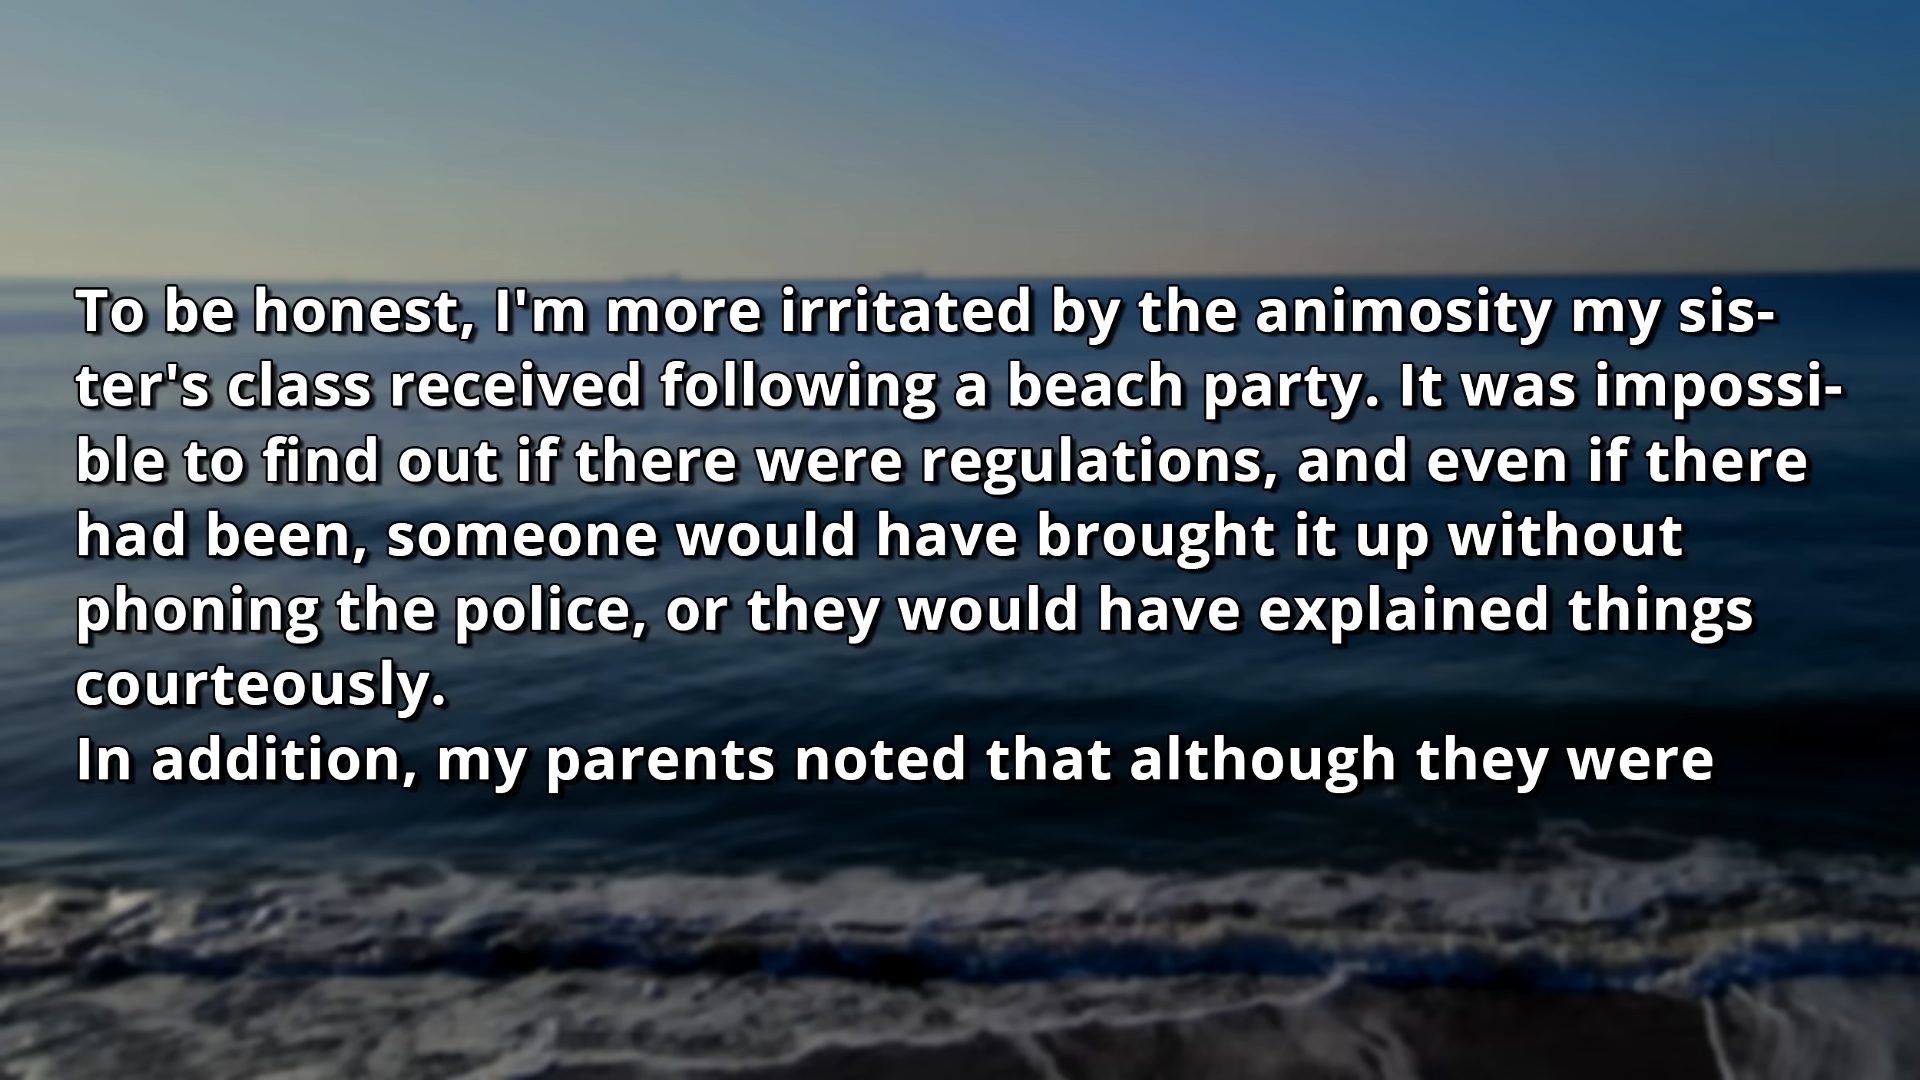 To be honest, I'm more irritated by the animosity my sis-
ter's class received following a beach party. It was impossi-
ble to find out if there were regulations, and even if there
had been, someone would have brought it up without
phoning the police, or they would have explained things
courteously.
In addition, my parents noted that although they were